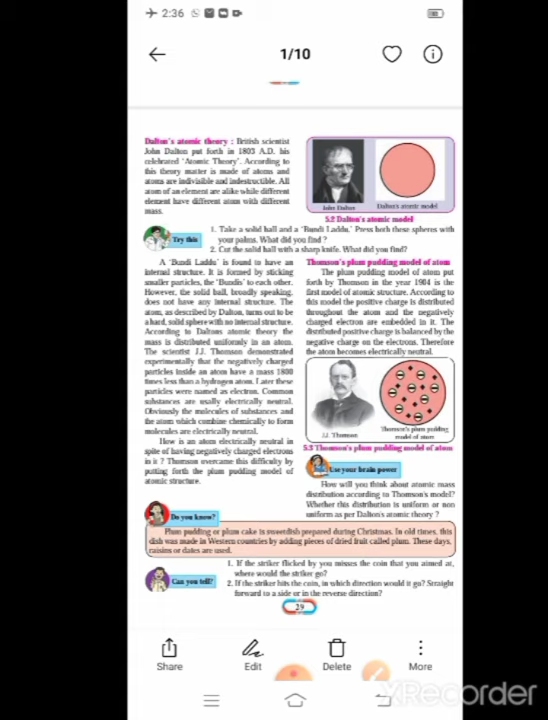 2:36
1/10
Dalton's atomic theory : British scientist
John Dalton put forth in 1803 A.D. his
celebrated 'Atomic Theory'. According to
this theory matter is made of atoms and
atoms are indivisible and indestructible. All
atom of an element are alike while different
element have different atom with different
mass.
John Dalton
Dalton's atomic model
5.2 Dalton's atomic model
Try this
1. Take a solid ball and a 'Bundi Laddu.' Press both these spheres with
your palms. What did you find ?
2. Cut the solid ball with a sharp knife. What did you find?
A 'Bundi Laddu' is found to have an
internal structure. It is formed by sticking
smaller particles, the 'Bundis' to each other.
However, the solid ball, broadly speaking,
does not have any internal structure. The
atom, as described by Dalton, turns out to be
a hard, solid sphere with no internal structure.
According to Daltons atomic theory the
mass is distributed uniformly in an atom.
The scientist J.J. Thomson demonstrated
experimentally that the negatively charged
particles inside an atom have a mass 1800
times less than a hydrogen atom. Later these
particles were named as electron. Common
substances are usually electrically neutral.
Obviously the molecules of substances and
the atom which combine chemically to form
molecules are electrically neutral.
How is an atom electrically neutral in
spite of having negatively charged electrons
in it ? Thomson overcame this difficulty by
putting forth the plum pudding model of
atomic structure.
Thomson's plum pudding model of atom
The plum pudding model of atom put
forth by Thomson in the year 1904 is the
first model of atomic structure. According to
this model the positive charge is distributed
throughout the atom and the negatively
charged electron are embedded in it. The
distributed positive charge is balanced by the
negative charge on the electrons. Therefore
the atom becomes electrically neutral.
J.J. Thomson
Thomson's plum pudding
model of atom
5.3 Thomson's plum pudding model of atom
Use your brain power
How will you think about atomic mass
distribution according to Thomson's model?
Whether this distribution is uniform or non
uniform as per Dalton's atomic theory ?
Do you know?
Plum pudding or plum cake is sweetdish prepared during Christmas. In old times, this
dish was made in Western countries by adding pieces of dried fruit called plum. These days,
raisins or dates are used.
Can you tell?
1. If the striker flicked by you misses the coin that you aimed at,
where would the striker go?
2. If the striker hits the coin, in which direction would it go? Straight
forward to a side or in the reverse direction?
29
Share
Edit
Delete
More
XRecorder